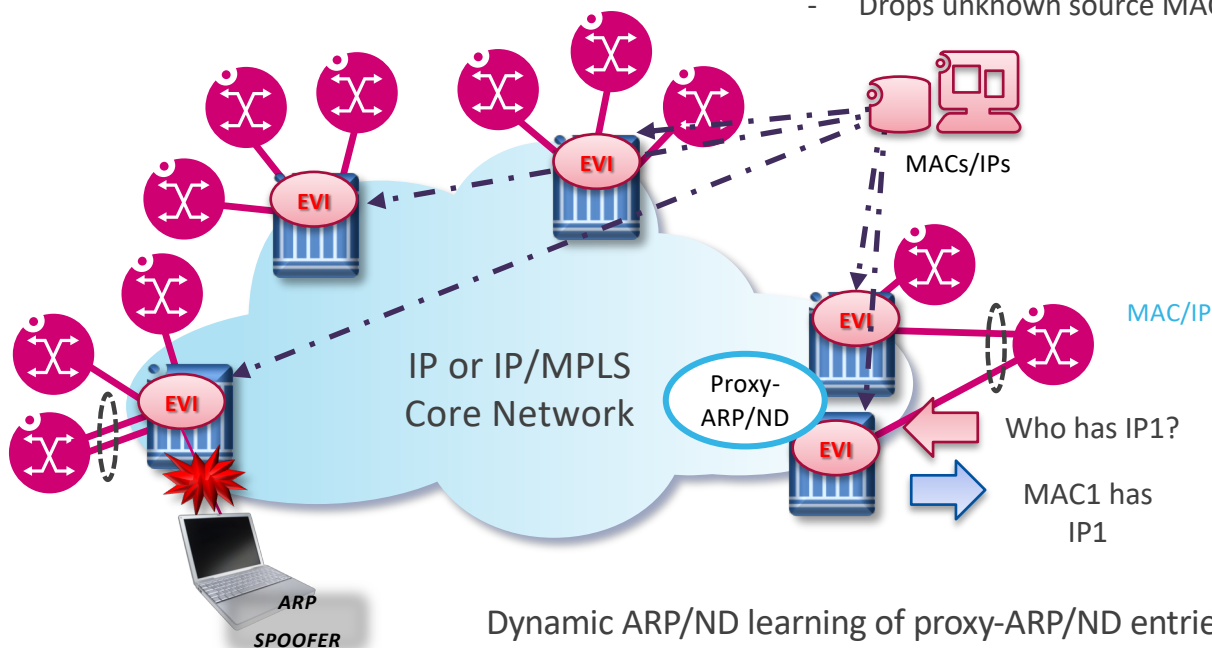 - Drops unknown source MAC
MACs/IPs
EVI
EVI
EVI
EVI
EVI
MAC/IP
IP or IP/MPLS
Core Network
Proxy-
ARP/ND
Who has IP1?
MAC1 has
IP1
ARP
SPOOFER
Dynamic ARP/ND learning of proxy-ARP/ND entrie